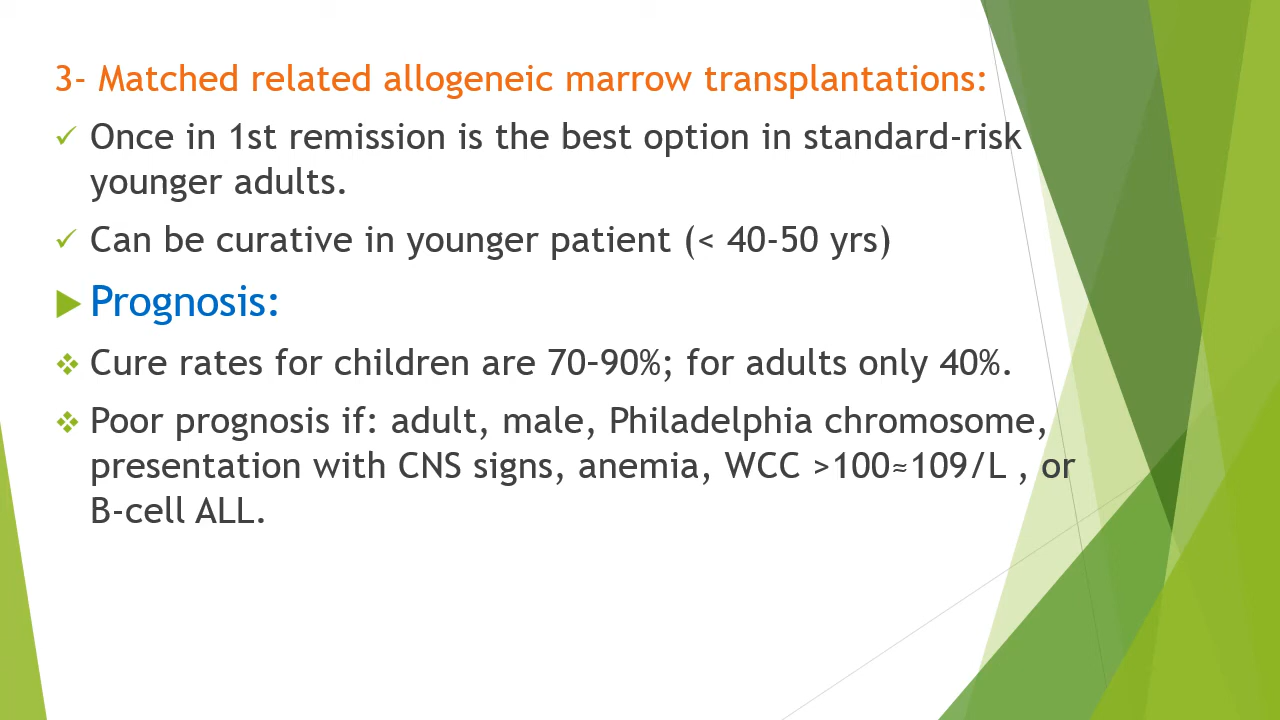 3- Matched related allogeneic marrow transplantations:
✓ Once in 1st remission is the best option in standard-risk
younger adults.
✓ Can be curative in younger patient (< 40-50 yrs)
▶ Prognosis:
❖ Cure rates for children are 70–90%; for adults only 40%.
❖ Poor prognosis if: adult, male, Philadelphia chromosome,
presentation with CNS signs, anemia, WCC >100≈109/L , or
B-cell ALL.